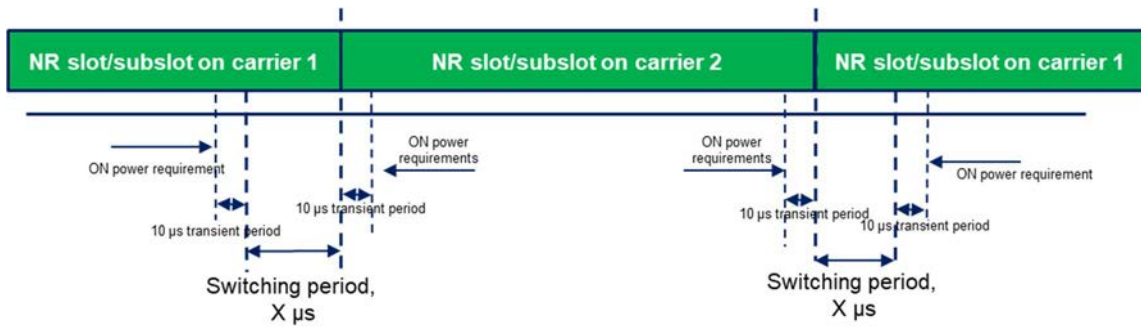 NR slot/subslot on carrier 1
NR slot/subslot on carrier 2
NR slot/subslot on carrier 1
ON power requirement
10 µs transient period
Switching period,
X µs
ON power
requirements
10 µs transient period
ON power
requirements
10 µs transient period
Switching period,
X µs
ON power requirement
10 µs transient period